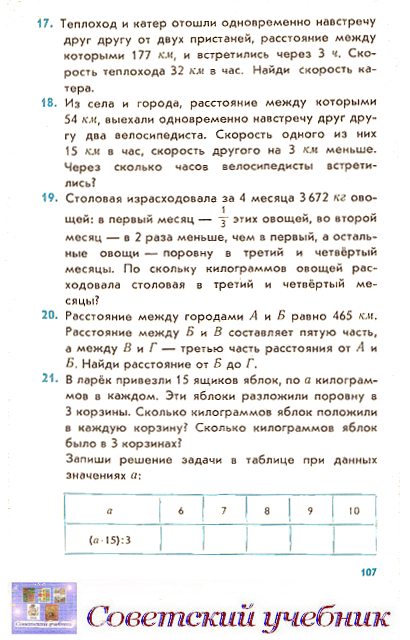 17. Теплоход и катер отошли одновременно навстречу
друг другу от двух пристаней, расстояние между
которыми 177 км, и встретились через 3 ч. Ско-
рость теплохода 32 км в час. Найди скорость ка-
тера.
18. Из села и города, расстояние между которыми
54 км, выехали одновременно навстречу друг дру-
гу два велосипедиста. Скорость одного из них
15 км в час, скорость другого на 3 км меньше.
Через сколько часов велосипедисты встрети-
лись?
19. Столовая израсходовала за 4 месяца 3 672 кг ово-
щей: в первый месяц — 1/3 этих овощей, во второй
месяц — в 2 раза меньше, чем в первый, а осталь-
ные овощи — поровну в третий и четвёртый
месяцы. По скольку килограммов овощей рас-
ходовала столовая в третий и четвёртый ме-
сяцы?
20. Расстояние между городами А и Б равно 465 км.
Расстояние между Б и В составляет пятую часть,
а между В и Г — третью часть расстояния от А и
Б. Найди расстояние от Б до Г.
21. В ларёк привезли 15 ящиков яблок, по а килограм-
мов в каждом. Эти яблоки разложили поровну в
3 корзины. Сколько килограммов яблок положили
в каждую корзину? Сколько килограммов яблок
было в 3 корзинах?
Запиши решение задачи в таблице при данных
значениях а:
а 6 7 8 9 10
(а · 15) : 3
107
Советский учебник
Советский учебник